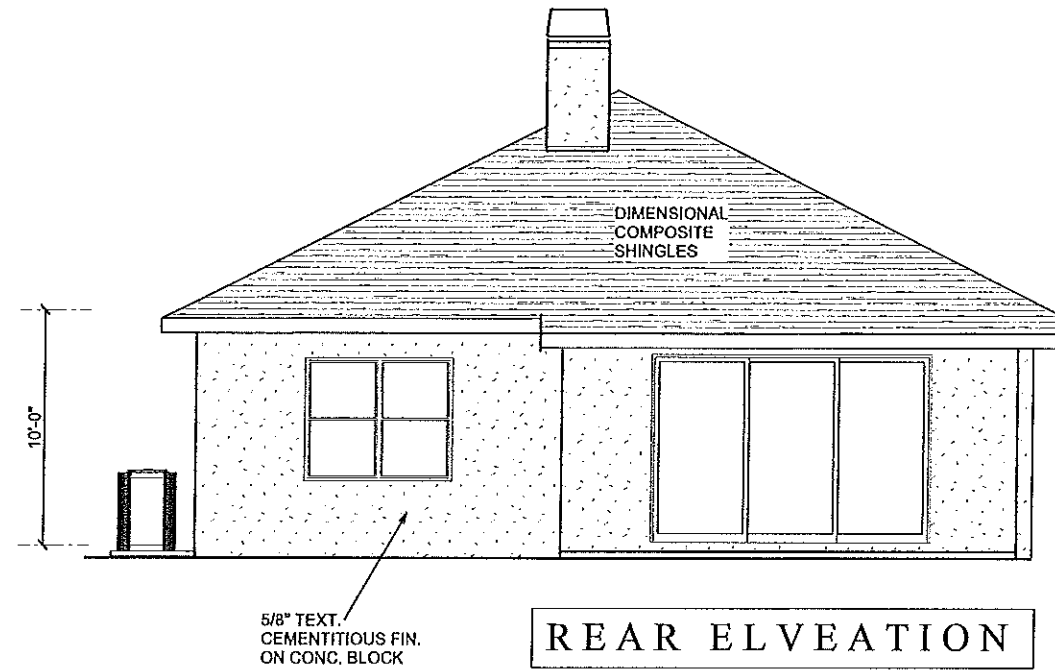 DIMENSIONAL
COMPOSITE
SHINGLES
10'-0"
5/8" TEXT.
CEMENTITIOUS FIN.
ON CONC. BLOCK
REAR ELVEATION